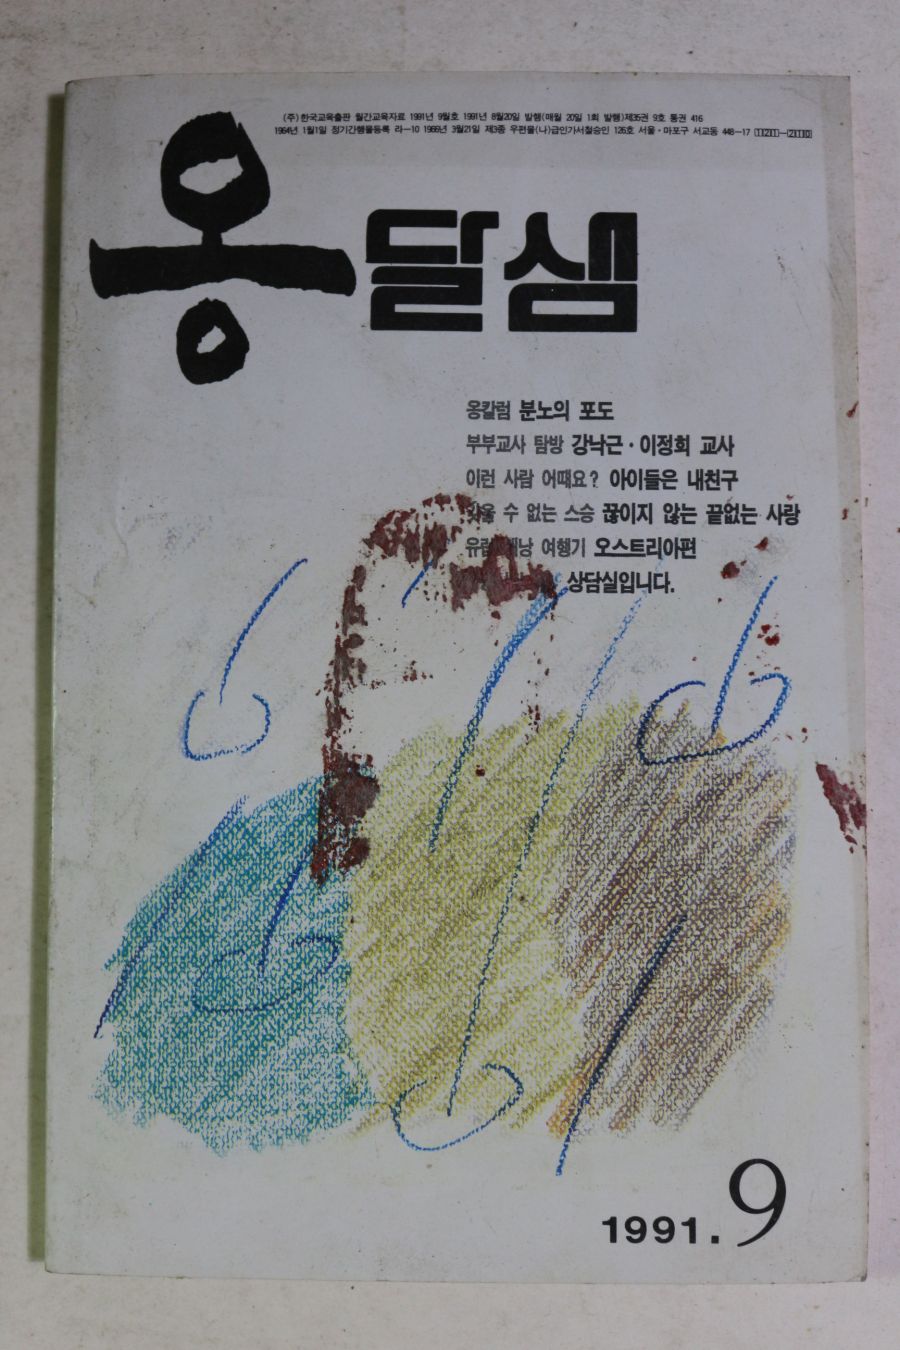 (주)한국교육출판 월간교육자료 1991년 9월호 1991년 8월20일 발행(매월 20일 1회 발행)제35권 9호 통권 416
1964년 1월1일 정기간행물등록 라-10 1966년 3월21일 제3종 우편물(나)급인가서철승인 126호 서울·마포구 서교동 448-17
옹달샘
옹칼럼 분노의 포도
부부교사 탐방 강낙근·이정희 교사
이런 사람 어때요? 아이들은 내친구
수 없는 스승 끊이지 않는 끝없는 사랑
유럽 배낭 여행기 오스트리아편
상담실입니다.
1991. 9